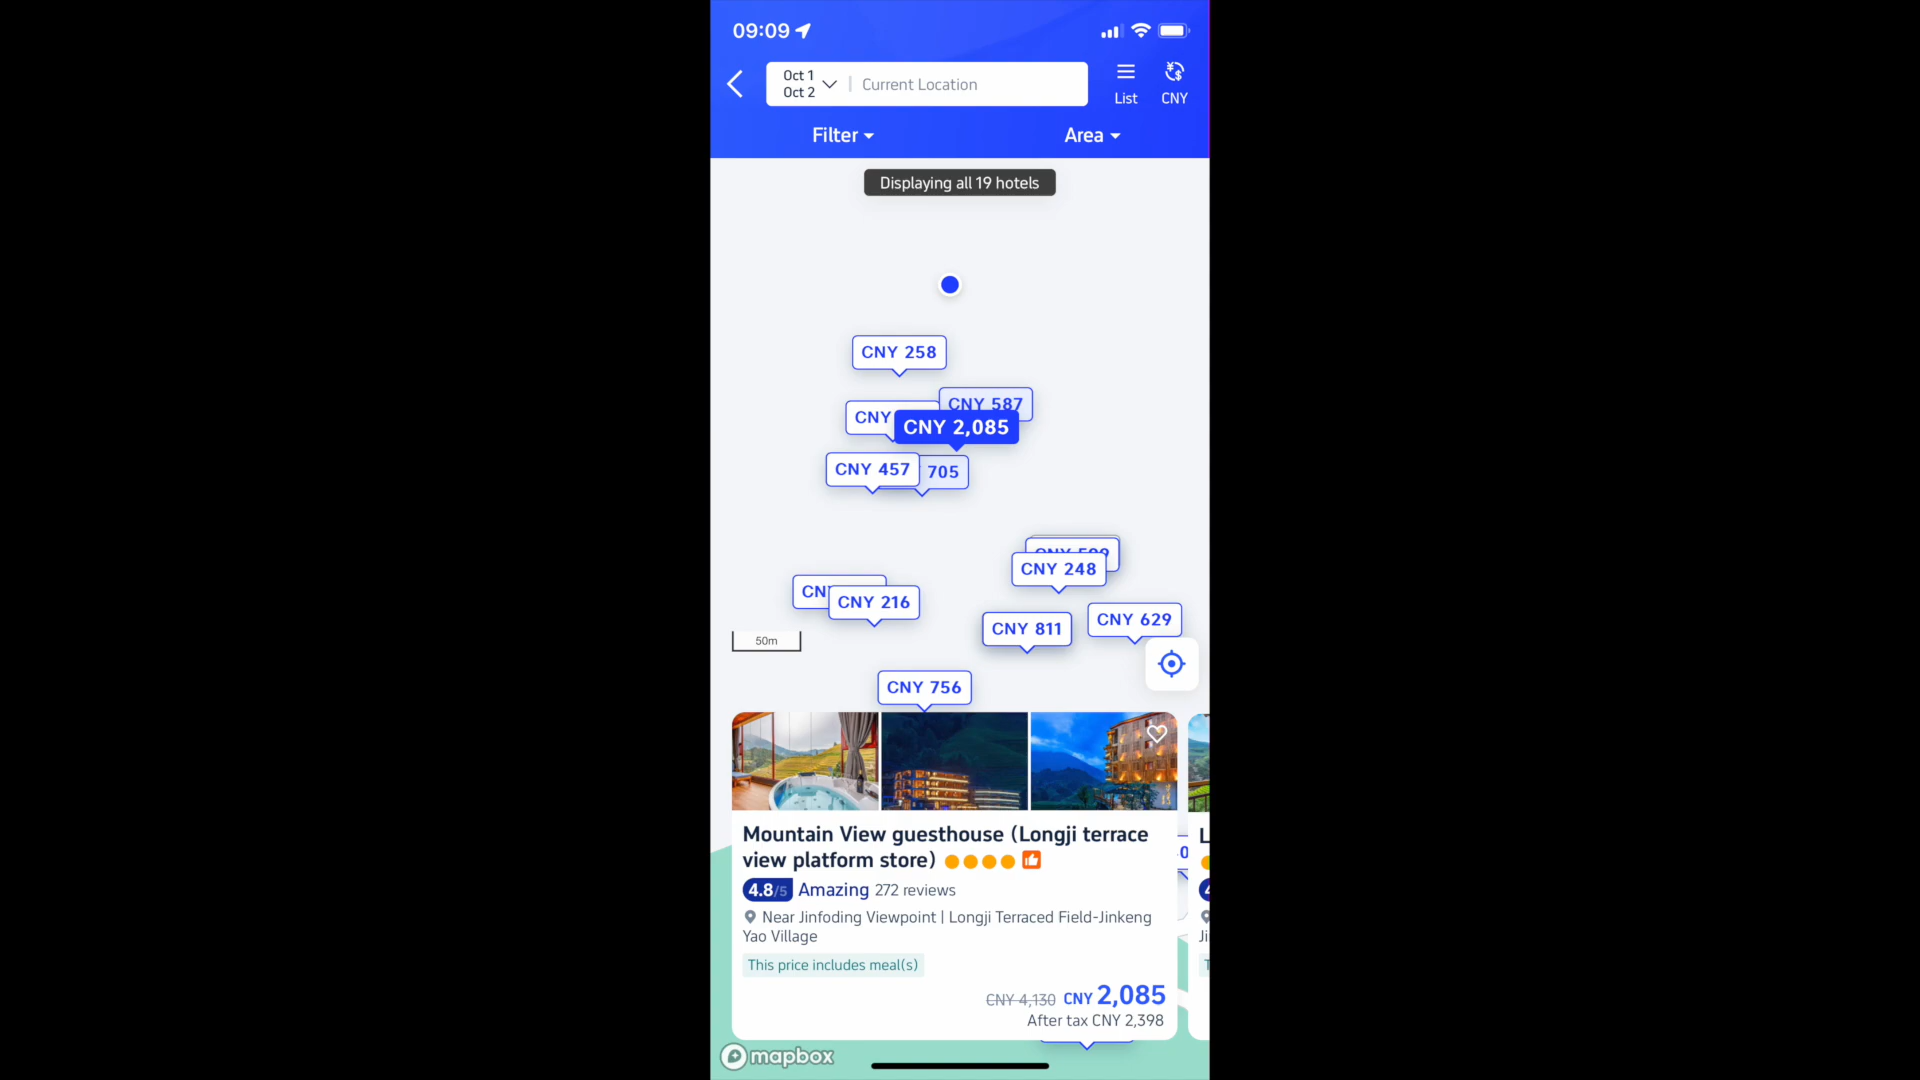 09:09
Oct 1
Oct 2
Current Location
List
CNY
Filter
Area
Displaying all 19 hotels
CNY 258
CNY 587
CNY
CNY 2,085
CNY 457
705
CNY 248
CNY 216
CNY 629
CNY 811
50m
CNY 756
Mountain View guesthouse (Longji terrace
view platform store)
4.8/5 Amazing 272 reviews
Near Jinfoding Viewpoint | Longji Terraced Field-Jinkeng
Yao Village
This price includes meal(s)
CNY 4,130 CNY 2,085
After tax CNY 2,398
mapbox